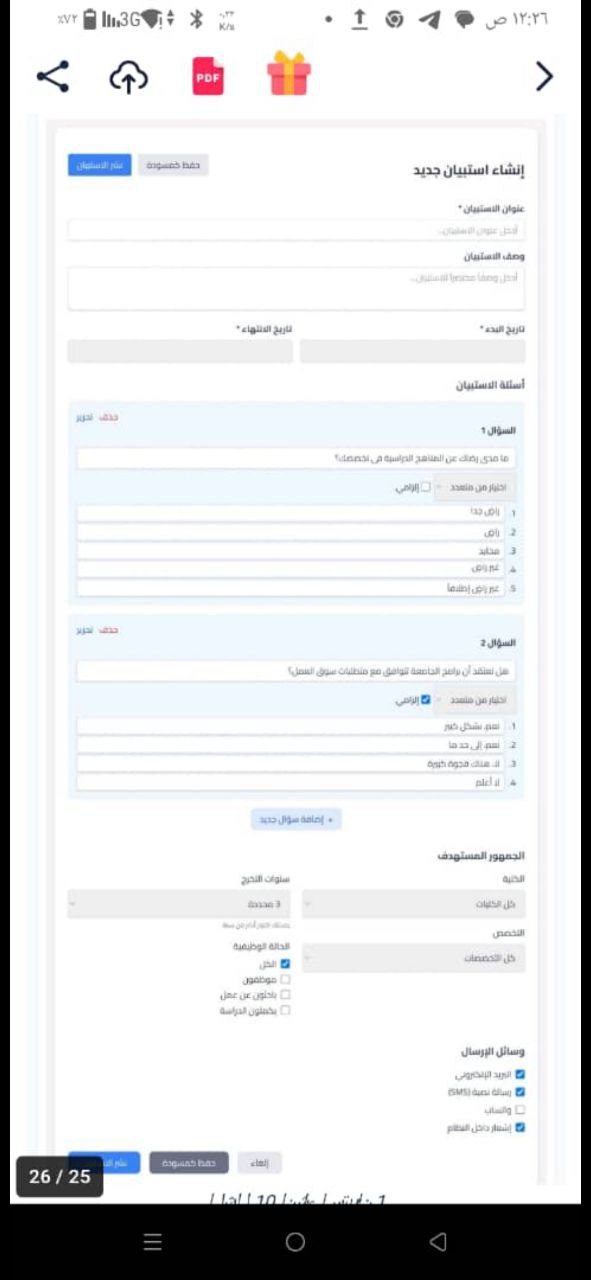 ١٢:٢٦ ص
٠,٢٢
K/s
3G
٪٧٢
PDF
إنشاء استبيان جديد
حفظ كمسودة
نشر الاستبيان
عنوان الاستبيان *
أدخل عنوان الاستبيان...
وصف الاستبيان
أدخل وصفاً مختصراً للاستبيان...
تاريخ البدء *
تاريخ الانتهاء *
أسئلة الاستبيان
حذف تحرير
السؤال 1
ما مدى رضاك عن المناهج الدراسية في تخصصك؟
اختيار من متعدد
إلزامي
1. راضٍ جداً
2. راضٍ
3. محايد
4. غير راضٍ
5. غير راضٍ إطلاقاً
حذف تحرير
السؤال 2
هل تعتقد أن برامج الجامعة تتوافق مع متطلبات سوق العمل؟
اختيار من متعدد
إلزامي
1. نعم، بشكل كبير
2. نعم، إلى حد ما
3. لا، هناك فجوة كبيرة
4. لا أعلم
+ إضافة سؤال جديد
الجمهور المستهدف
الكلية
سنوات التخرج
كل الكليات
3 محددة
يمكنك اختيار أكثر من سنة
التخصص
كل التخصصات
الحالة الوظيفية
الكل
موظفون
باحثون عن عمل
يكملون الدراسة
وسائل الإرسال
البريد الإلكتروني
رسالة نصية (SMS)
واتساب
إشعار داخل النظام
إلغاء
حفظ كمسودة
26 / 25